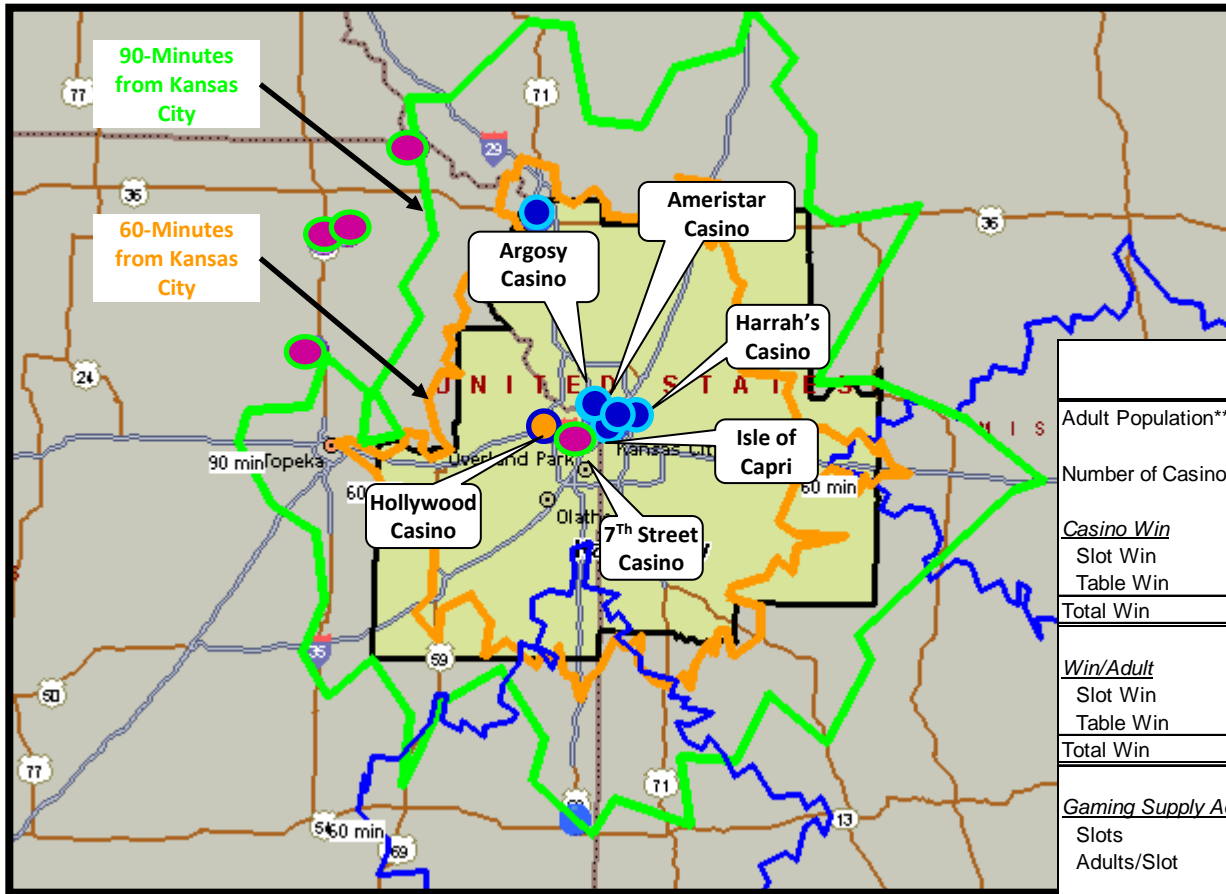 90-Minutes
from Kansas
City
60-Minutes
from Kansas
City
77
71
29
36
36
36
Ameristar
Casino
Argosy
Casino
Harrah's
Casino
24
UNITED STATES
MIS
90 min
Topeka
Overland Park
Kansas City
Isle of
Capri
60 min
Hollywood
Casino
Olathe
7Th Street
Casino
35
59
50
77
71
13
60 min
69
Adult Population**
Number of Casino
Casino Win
Slot Win
Table Win
Total Win
Win/Adult
Slot Win
Table Win
Total Win
Gaming Supply A
Slots
Adults/Slot